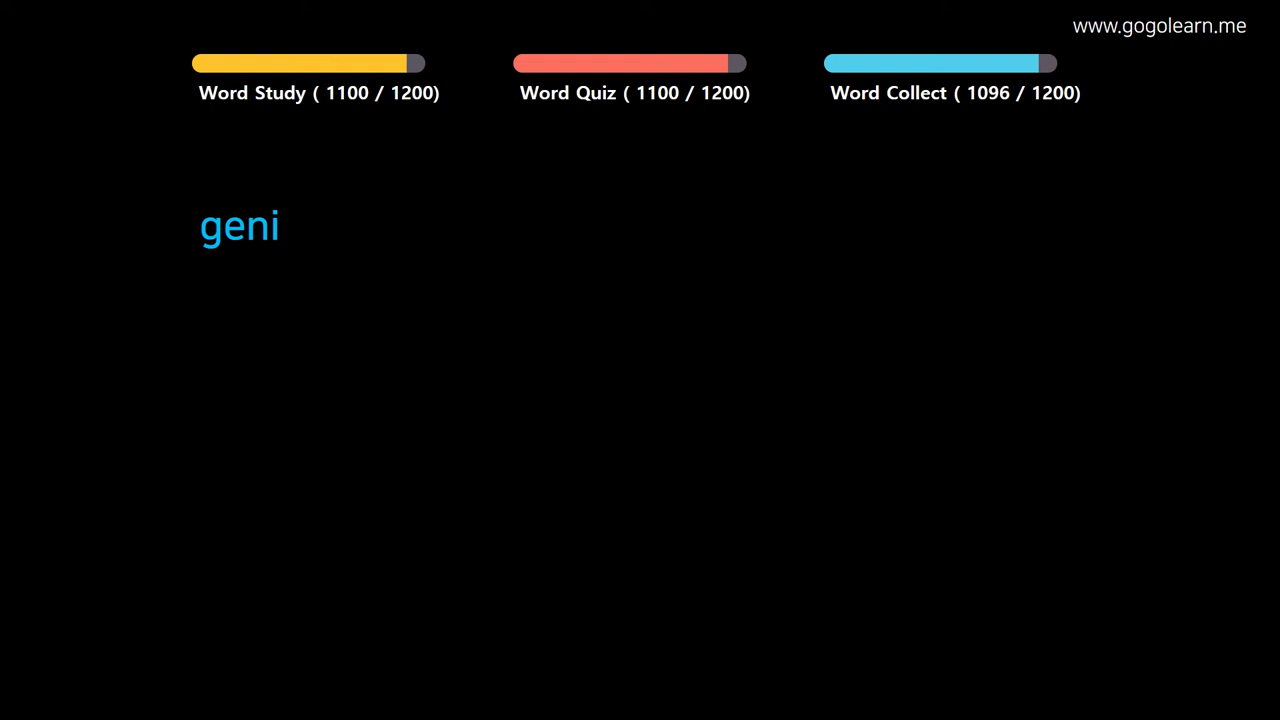 www.gogolearn.me
Word Study ( 1100 / 1200)
Word Quiz ( 1100 / 1200)
Word Collect ( 1096 / 1200)
geni